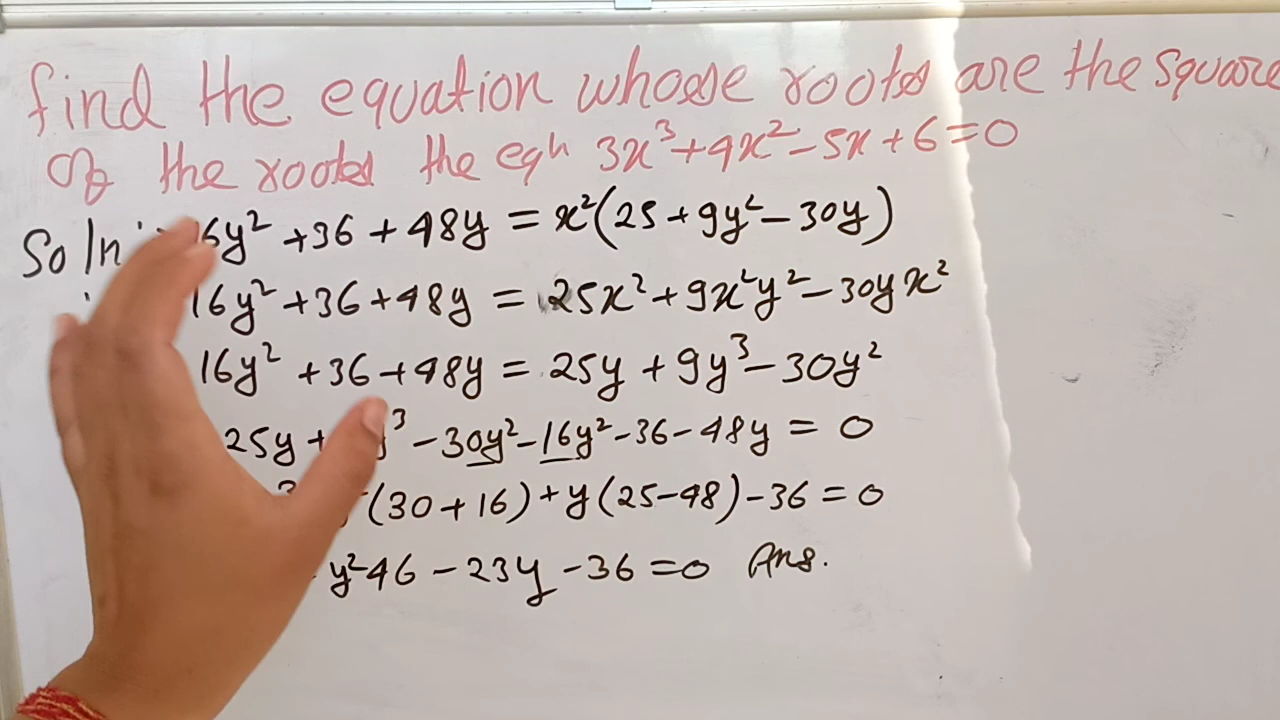 find the equation whose roots are the square
of the roots the eqn 3x³+4x²-5x+6=0
Soln: 16y²+36+48y = x²(25+9y²-30y)
16y²+36+48y = 25x²+9x²y²-30yx²
16y²+36+48y = 25y+9y³-30y²
25y+ y³-30y²-16y²-36-48y = 0
(30+16)+y(25-48)-36=0
y²46-23y-36=0 Ans.